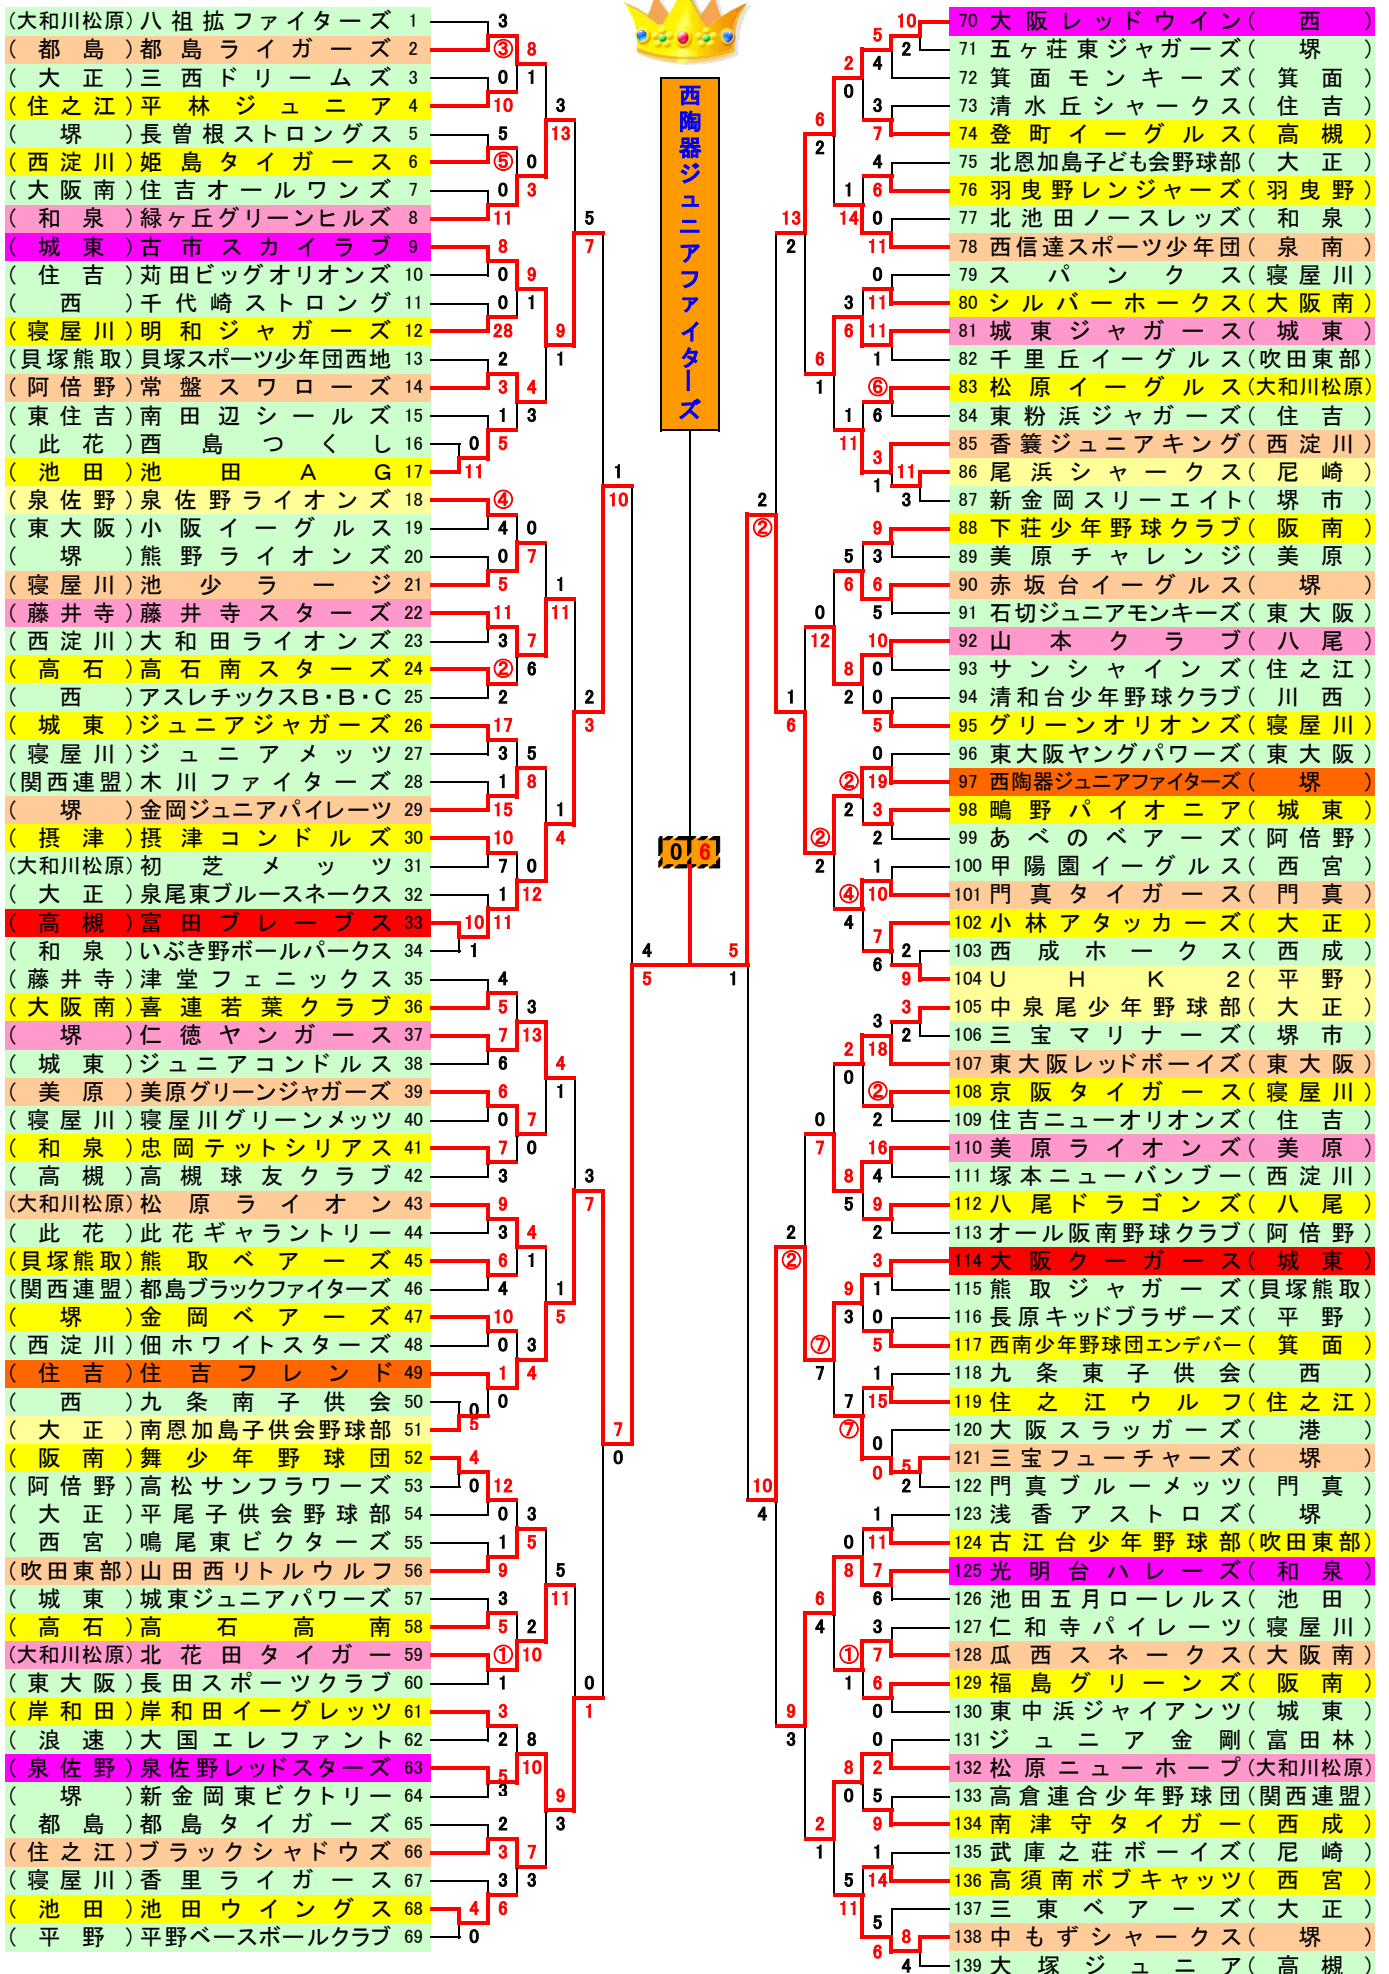 西陶器ジュニアファイターズ
0 6
(大和川松原)八祖拡ファイターズ 1
(都島)都島ライガーズ 2
(大正)三西ドリームズ 3
(住之江)平林ジュニア 4
(堺)長曽根ストロングス 5
(西淀川)姫島タイガース 6
(大阪南)住吉オールワンズ 7
(和泉)緑ヶ丘グリーンヒルズ 8
(城東)古市スカイラブ 9
(住吉)苅田ビッグオリオンズ 10
(西)千代崎ストロング 11
(寝屋川)明和ジャガーズ 12
(貝塚熊取)貝塚スポーツ少年団西地 13
(阿倍野)常盤スワローズ 14
(東住吉)南田辺シールズ 15
(此花)酉島つくし 16
(池田)池田AG 17
(泉佐野)泉佐野ライオンズ 18
(東大阪)小阪イーグルス 19
(堺)熊野ライオンズ 20
(寝屋川)池少ラージ 21
(藤井寺)藤井寺スターズ 22
(西淀川)大和田ライオンズ 23
(高石)高石南スターズ 24
(西)アスレチックスB・B・C 25
(城東)ジュニアジャガーズ 26
(寝屋川)ジュニアメッツ 27
(関西連盟)木川ファイターズ 28
(堺)金岡ジュニアパイレーツ 29
(摂津)摂津コンドルズ 30
(大和川松原)初芝メッツ 31
(大正)泉尾東ブルースネークス 32
(高槻)富田ブレーブス 33
(和泉)いぶき野ボールパークス 34
(藤井寺)津堂フェニックス 35
(大阪南)喜連若葉クラブ 36
(堺)仁徳ヤンガース 37
(城東)ジュニアコンドルス 38
(美原)美原グリーンジャガーズ 39
(寝屋川)寝屋川グリーンメッツ 40
(和泉)忠岡テットシリアス 41
(高槻)高槻球友クラブ 42
(大和川松原)松原ライオン 43
(此花)此花ギャラントリー 44
(貝塚熊取)熊取ベアーズ 45
(関西連盟)都島ブラックファイターズ 46
(堺)金岡ベアーズ 47
(西淀川)佃ホワイトスターズ 48
(住吉)住吉フレンド 49
(西)九条南子供会 50
(大正)南恩加島子供会野球部 51
(阪南)舞少年野球団 52
(阿倍野)高松サンフラワーズ 53
(大正)平尾子供会野球部 54
(西宮)鳴尾東ビクターズ 55
(吹田東部)山田西リトルウルフ 56
(城東)城東ジュニアパワーズ 57
(高石)高石高南 58
(大和川松原)北花田タイガー 59
(東大阪)長田スポーツクラブ 60
(岸和田)岸和田イーグレッツ 61
(浪速)大国エレファント 62
(泉佐野)泉佐野レッドスターズ 63
(堺)新金岡東ビクトリー 64
(都島)都島タイガーズ 65
(住之江)ブラックシャドウズ 66
(寝屋川)香里ライガース 67
(池田)池田ウイングス 68
(平野)平野ベースボールクラブ 69
70 大阪レッドウイン(西)
71 五ヶ荘東ジャガーズ(堺)
72 箕面モンキーズ(箕面)
73 清水丘シャークス(住吉)
74 登町イーグルス(高槻)
75 北恩加島子ども会野球部(大正)
76 羽曳野レンジャーズ(羽曳野)
77 北池田ノースレッズ(和泉)
78 西信達スポーツ少年団(泉南)
79 スパンクス(寝屋川)
80 シルバーホークス(大阪南)
81 城東ジャガース(城東)
82 千里丘イーグルス(吹田東部)
83 松原イーグルス(大和川松原)
84 東粉浜ジャガーズ(住吉)
85 香簑ジュニアキング(西淀川)
86 尾浜シャークス(尼崎)
87 新金岡スリーエイト(堺市)
88 下荘少年野球クラブ(阪南)
89 美原チャレンジ(美原)
90 赤坂台イーグルス(堺)
91 石切ジュニアモンキーズ(東大阪)
92 山本クラブ(八尾)
93 サンシャインズ(住之江)
94 清和台少年野球クラブ(川西)
95 グリーンオリオンズ(寝屋川)
96 東大阪ヤングパワーズ(東大阪)
97 西陶器ジュニアファイターズ(堺)
98 鴫野パイオニア(城東)
99 あべのベアーズ(阿倍野)
100 甲陽園イーグルス(西宮)
101 門真タイガース(門真)
102 小林アタッカーズ(大正)
103 西成ホークス(西成)
104 UHK2(平野)
105 中泉尾少年野球部(大正)
106 三宝マリナーズ(堺市)
107 東大阪レッドボーイズ(東大阪)
108 京阪タイガース(寝屋川)
109 住吉ニューオリオンズ(住吉)
110 美原ライオンズ(美原)
111 塚本ニューバンブー(西淀川)
112 八尾ドラゴンズ(八尾)
113 オール阪南野球クラブ(阿倍野)
114 大阪クーガース(城東)
115 熊取ジャガーズ(貝塚熊取)
116 長原キッドブラザーズ(平野)
117 西南少年野球団エンデバー(箕面)
118 九条東子供会(西)
119 住之江ウルフ(住之江)
120 大阪スラッガーズ(港)
121 三宝フューチャーズ(堺)
122 門真ブルーメッツ(門真)
123 浅香アストロズ(堺)
124 古江台少年野球部(吹田東部)
125 光明台ハレーズ(和泉)
126 池田五月ローレルス(池田)
127 仁和寺パイレーツ(寝屋川)
128 瓜西スネークス(大阪南)
129 福島グリーンズ(阪南)
130 東中浜ジャイアンツ(城東)
131 ジュニア金剛(富田林)
132 松原ニューホープ(大和川松原)
133 高倉連合少年野球団(関西連盟)
134 南津守タイガー(西成)
135 武庫之荘ボーイズ(尼崎)
136 高須南ボブキャッツ(西宮)
137 三東ベアーズ(大正)
138 中もずシャークス(堺)
139 大塚ジュニア(高槻)